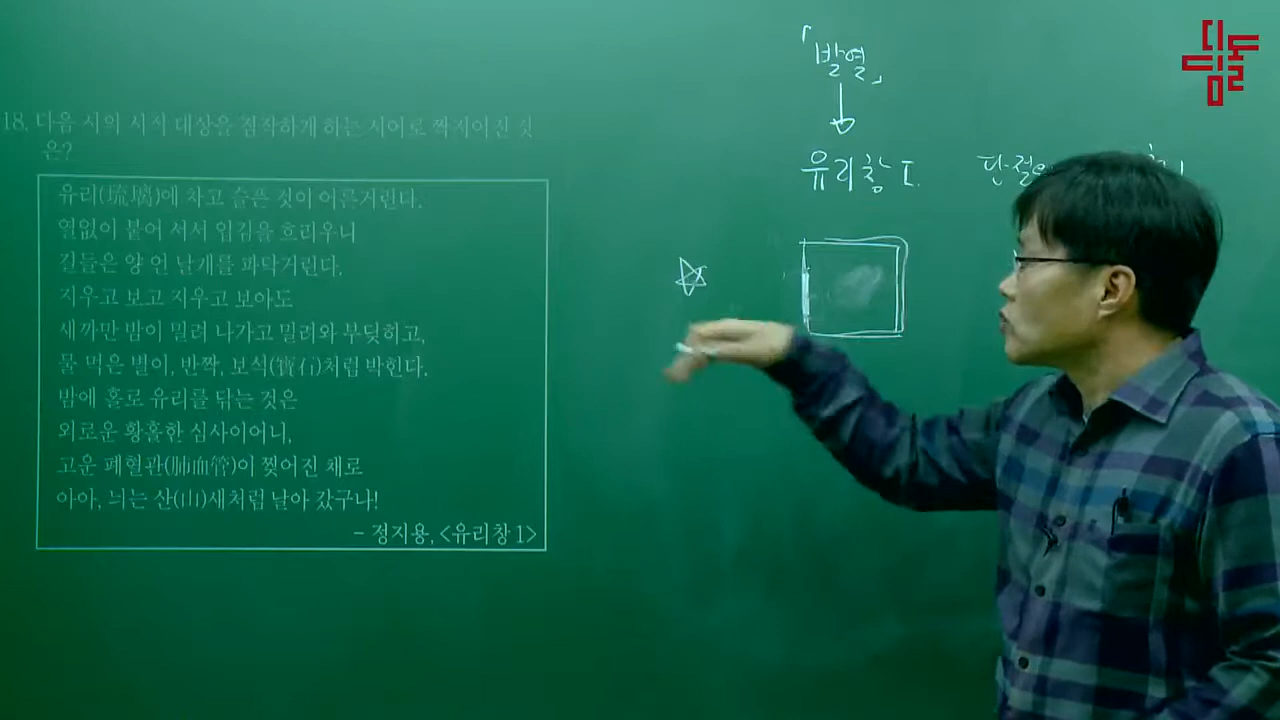 18. 다음 시의 시적 대상을 짐작하게 하는 시어로 짝지어진 것
은?
유리(琉璃)에 차고 슬픈 것이 어른거린다.
열없이 붙어 서서 입김을 흐리우니
길들은 양 언 날개를 파닥거린다.
지우고 보고 지우고 보아도
새까만 밤이 밀려 나가고 밀려와 부딪히고,
물 먹은 별이, 반짝, 보석(寶石)처럼 박힌다.
밤에 홀로 유리를 닦는 것은
외로운 황홀한 심사이어니,
고운 폐혈관(肺血管)이 찢어진 채로
아아, 늬는 산(山)새처럼 날아 갔구나!
- 정지용, <유리창 1>
「발열」
유리창 I.
단절
디딤돌